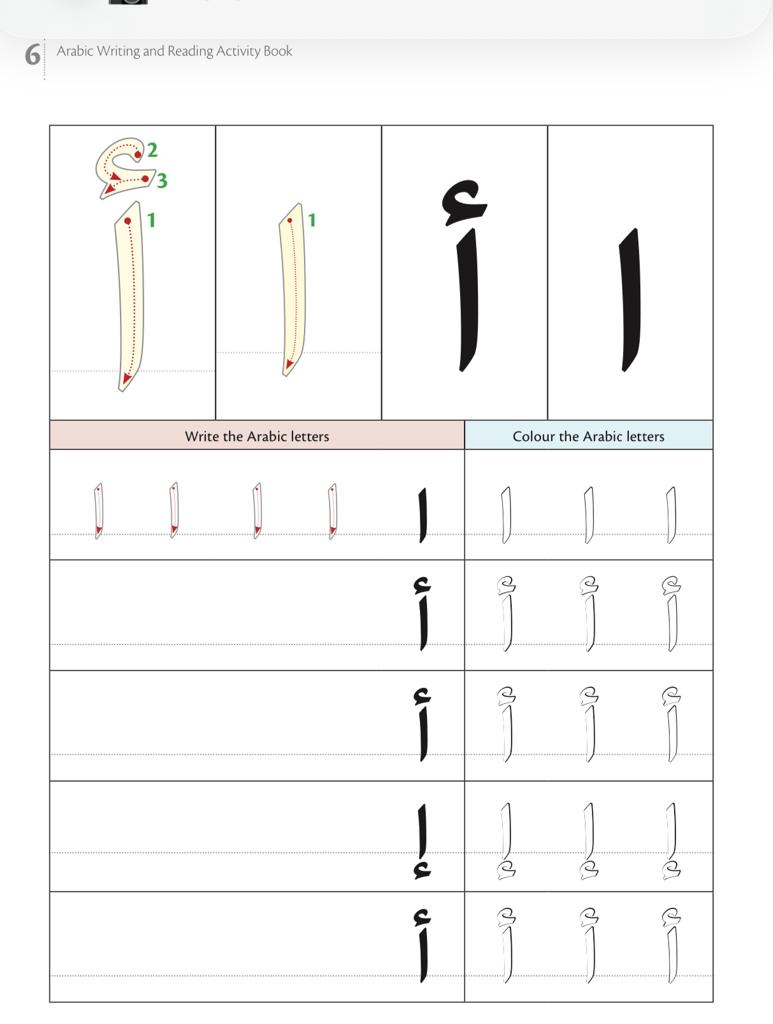 6
Arabic Writing and Reading Activity Book
أ 1 2 3
ا 1
أ
ا
Write the Arabic letters
Colour the Arabic letters
ا ا ا ا ا
ا ا ا
أ
أ أ أ
أ
أ أ أ
إ
إ إ إ
أ
أ أ أ